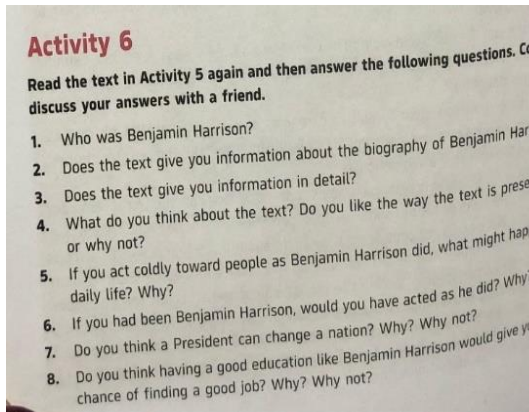 Activity 6
Read the text in Activity 5 again and then answer the following questions.
discuss your answers with a friend.
1. Who was Benjamin Harrison?
2. Does the text give you information about the biography of Benjamin
3. Does the text give you information in detail?
4. What do you think about the text? Do you like the way the text is
or why not?
5. If you act coldly toward people as Benjamin Harrison did, what might
daily life? Why?
6. If you had been Benjamin Harrison, would you have acted as he did? Why
7. Do you think a President can change a nation? Why? Why not?
8. Do you think having a good education like Benjamin Harrison would give
chance of finding a good job? Why? Why not?